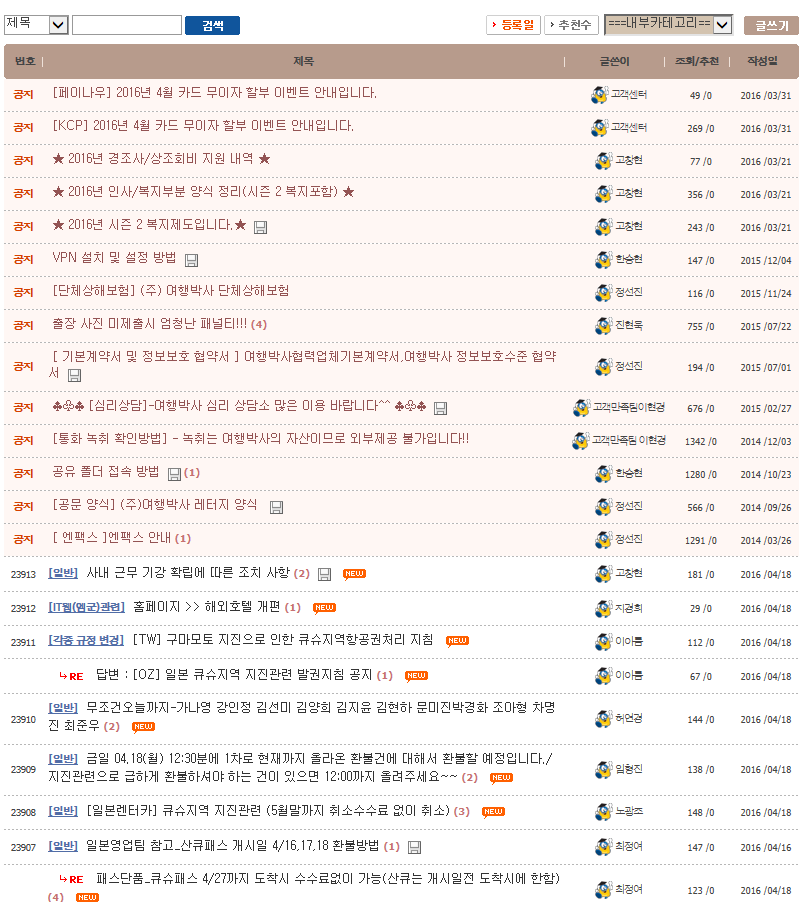 제목 검색 등록일 추천수 ===내부카테고리== 글쓰기
번호 제목 글쓴이 조회/추천 작성일
공지 [페이나우] 2016년 4월 카드 무이자 할부 이벤트 안내입니다. 고객센터 49 /0 2016 /03/31
공지 [KCP] 2016년 4월 카드 무이자 할부 이벤트 안내입니다. 고객센터 269 /0 2016 /03/31
공지 ★ 2016년 경조사/상조회비 지원 내역 ★ 고창현 77 /0 2016 /03/21
공지 ★ 2016년 인사/복지부분 양식 정리(시즌 2 복지포함) ★ 고창현 356 /0 2016 /03/21
공지 ★ 2016년 시즌 2 복지제도입니다.★ 고창현 243 /0 2016 /03/21
공지 VPN 설치 및 설정 방법 한승현 147 /0 2015 /12/04
공지 [단체상해보험] (주) 여행박사 단체상해보험 정선진 116 /0 2015 /11/24
공지 출장 사진 미제출시 엄청난 패널티!!! (4) 진현욱 755 /0 2015 /07/22
공지 [ 기본계약서 및 정보보호 협약서 ] 여행박사협력업체기본계약서,여행박사 정보보호수준 협약
서 정선진 194 /0 2015 /07/01
공지 ♣♧♣ [심리상담]-여행박사 심리 상담소 많은 이용 바랍니다^^ ♣♧♣ 고객만족팀이현경 676 /0 2015 /02/27
공지 [통화 녹취 확인방법] - 녹취는 여행박사의 자산이므로 외부제공 불가입니다!! 고객만족팀 이현경 1342 /0 2014 /12/03
공지 공유 폴더 접속 방법 (1) 한승현 1280 /0 2014 /10/23
공지 [공문 양식] (주)여행박사 레터지 양식 정선진 566 /0 2014 /09/26
공지 [ 엔팩스 ]엔팩스 안내 (1) 정선진 1291 /0 2014 /03/26
23913 [일반] 사내 근무 기강 확립에 따른 조치 사항 (2) NEW 고창현 181 /0 2016 /04/18
23912 [IT웹(엠군)관련] 홈페이지 >> 해외호텔 개편 (1) NEW 지경희 29 /0 2016 /04/18
23911 [각종 규정 변경] [TW] 구마모토 지진으로 인한 큐슈지역항공권처리 지침 NEW 이아름 112 /0 2016 /04/18
RE 답변 : [OZ] 일본 큐슈지역 지진관련 발권지침 공지 (1) NEW 이아름 67 /0 2016 /04/18
23910 [일반] 무조건오늘까지-가나영 강인정 김선미 김양희 김지윤 김현하 문미진박경화 조아형 차명
진 최준우 (2) NEW 허연경 144 /0 2016 /04/18
23909 [일반] 금일 04.18(월) 12:30분에 1차로 현재까지 올라온 환불건에 대해서 환불할 예정입니다./
지진관련으로 급하게 환불하셔야 하는 건이 있으면 12:00까지 올려주세요~~ (2) NEW 임형진 138 /0 2016 /04/18
23908 [일반] [일본렌터카] 큐슈지역 지진관련 (5월말까지 취소수수료 없이 취소) (3) NEW 노광조 148 /0 2016 /04/18
23907 [일반] 일본영업팀 참고_산큐패스 개시일 4/16,17,18 환불방법 (1) 최정여 147 /0 2016 /04/16
RE 패스단품_큐슈패스 4/27까지 도착시 수수료없이 가능(산큐는 개시일전 도착시에 한함)
(4) NEW 최정여 123 /0 2016 /04/18